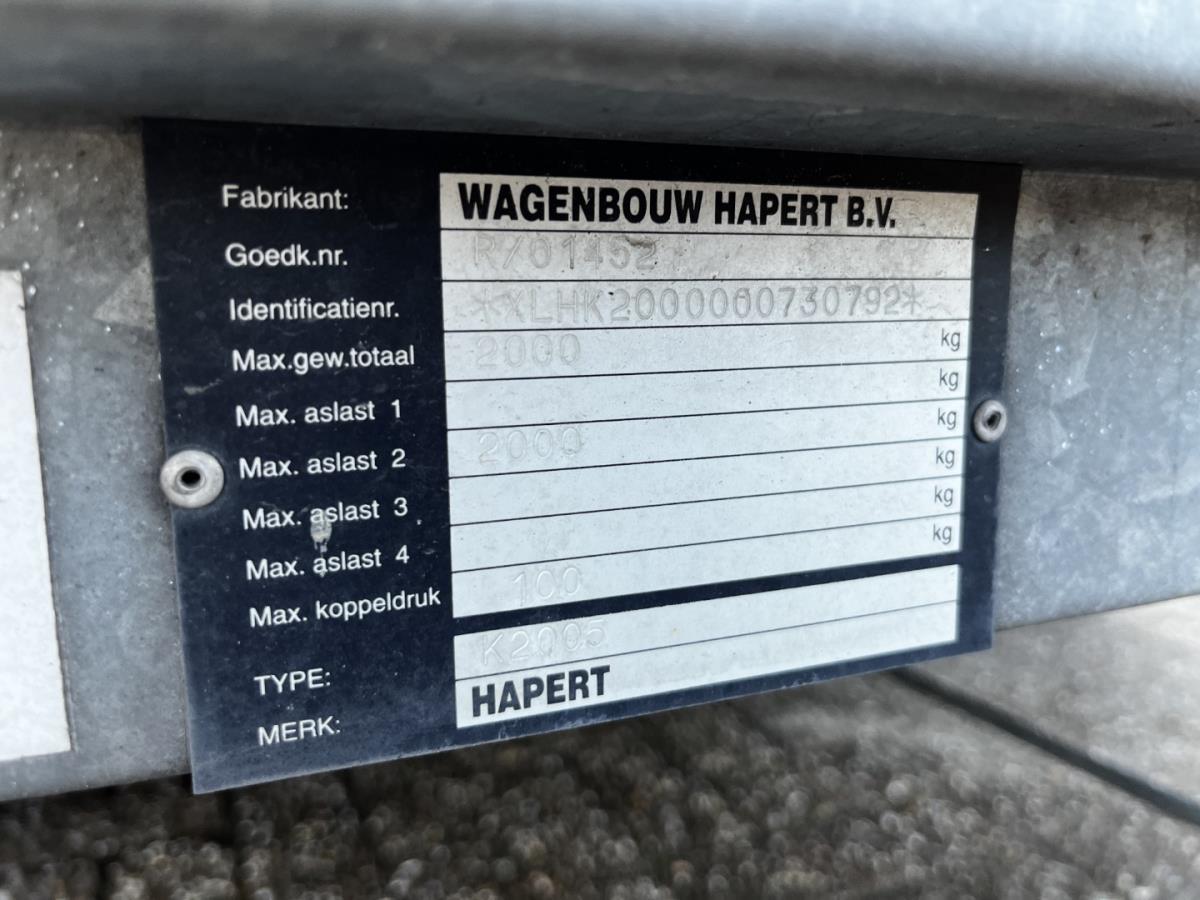 Fabrikant: WAGENBOUW HAPERT B.V.
Goedk.nr. R/01452
Identificatienr. *XLHK2000000730792*
Max.gew.totaal 2000 kg
Max. aslast 1 kg
Max. aslast 2 2000 kg
Max. aslast 3 kg
Max. aslast 4 kg
Max. koppeldruk 100 kg
TYPE: K2005
MERK: HAPERT